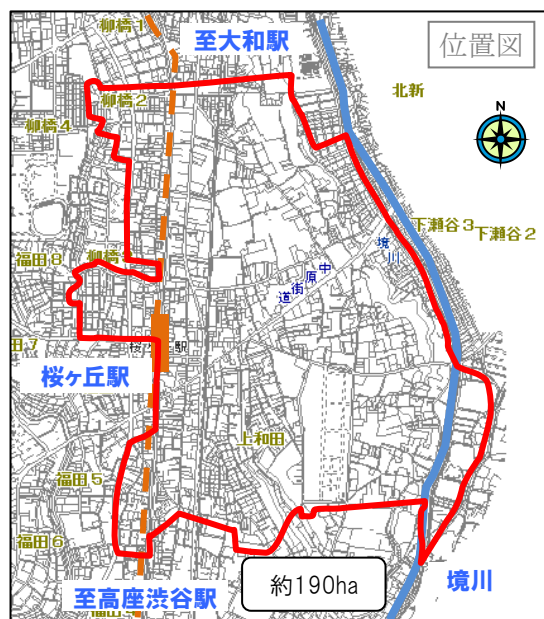 柳橋1
至大和駅
位置図
柳橋2
北新
N
柳橋4
下瀬谷3
下瀬谷2
境川
福田8
中原街道
桜ヶ丘駅
上和田
福田5
福田6
約190ha
至高座渋谷駅
境川